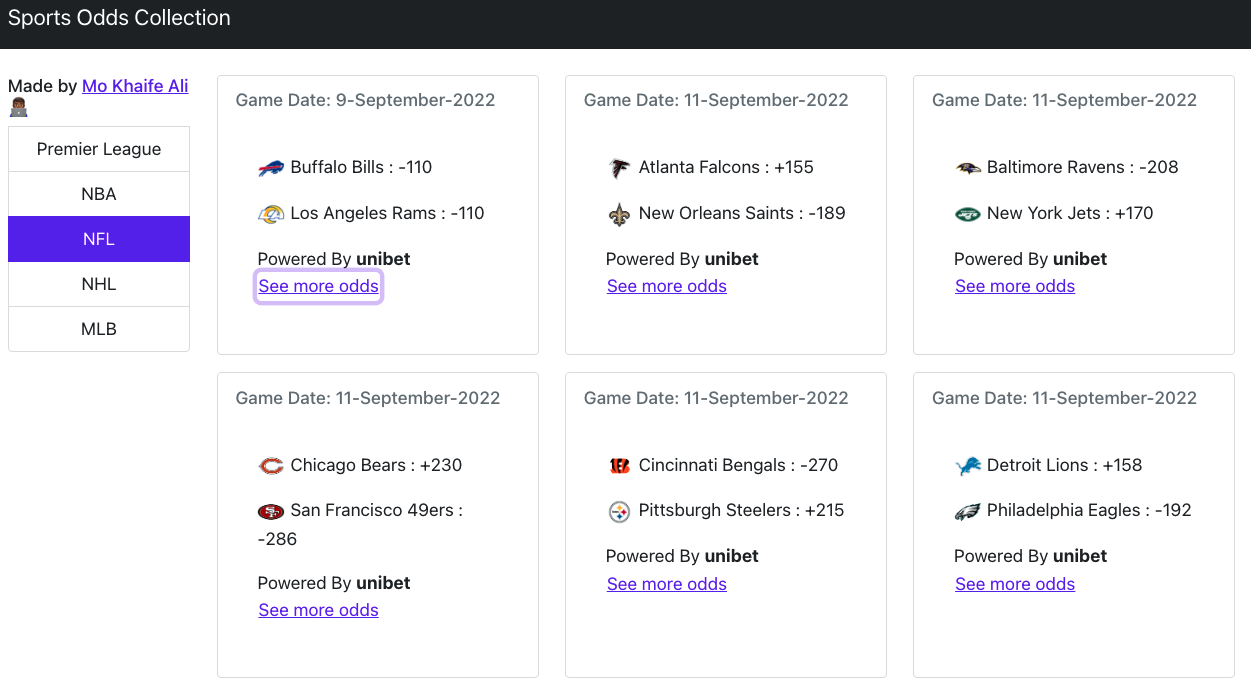 Sports Odds Collection
Made by Mo Khaife Ali
Premier League
NBA
NFL
NHL
MLB
Game Date: 9-September-2022
Buffalo Bills : -110
Los Angeles Rams : -110
Powered By unibet
See more odds
Game Date: 11-September-2022
Atlanta Falcons : +155
New Orleans Saints : -189
Powered By unibet
See more odds
Game Date: 11-September-2022
Baltimore Ravens : -208
New York Jets : +170
Powered By unibet
See more odds
Game Date: 11-September-2022
Chicago Bears : +230
San Francisco 49ers :
-286
Powered By unibet
See more odds
Game Date: 11-September-2022
Cincinnati Bengals : -270
Pittsburgh Steelers : +215
Powered By unibet
See more odds
Game Date: 11-September-2022
Detroit Lions : +158
Philadelphia Eagles : -192
Powered By unibet
See more odds